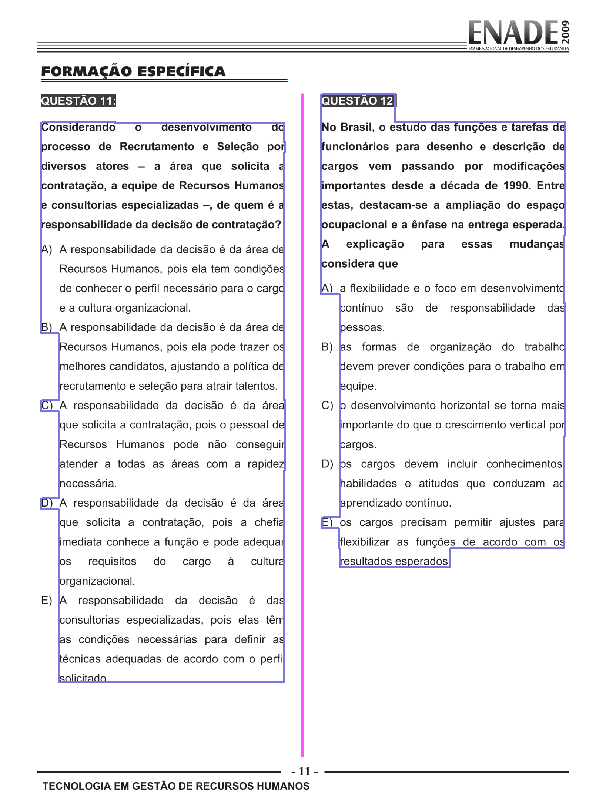 ENADE 2009
EXAME NACIONAL DE DESEMPENHO DOS ESTUDANTES
FORMAÇÃO ESPECÍFICA
QUESTÃO 11:
Considerando o desenvolvimento do
processo de Recrutamento e Seleção por
diversos atores – a área que solicita a
contratação, a equipe de Recursos Humanos
e consultorias especializadas –, de quem é a
responsabilidade da decisão de contratação?
A) A responsabilidade da decisão é da área de
Recursos Humanos, pois ela tem condições
de conhecer o perfil necessário para o cargo
e a cultura organizacional.
B) A responsabilidade da decisão é da área de
Recursos Humanos, pois ela pode trazer os
melhores candidatos, ajustando a política de
recrutamento e seleção para atrair talentos.
C) A responsabilidade da decisão é da área
que solicita a contratação, pois o pessoal de
Recursos Humanos pode não conseguir
atender a todas as áreas com a rapidez
necessária.
D) A responsabilidade da decisão é da área
que solicita a contratação, pois a chefia
imediata conhece a função e pode adequar
os requisitos do cargo à cultura
organizacional.
E) A responsabilidade da decisão é das
consultorias especializadas, pois elas têm
as condições necessárias para definir as
técnicas adequadas de acordo com o perfil
solicitado.
QUESTÃO 12
No Brasil, o estudo das funções e tarefas de
funcionários para desenho e descrição de
cargos vem passando por modificações
importantes desde a década de 1990. Entre
estas, destacam-se a ampliação do espaço
ocupacional e a ênfase na entrega esperada.
A explicação para essas mudanças
considera que
A) a flexibilidade e o foco em desenvolvimento
contínuo são de responsabilidade das
pessoas.
B) as formas de organização do trabalho
devem prever condições para o trabalho em
equipe.
C) o desenvolvimento horizontal se torna mais
importante do que o crescimento vertical por
cargos.
D) os cargos devem incluir conhecimentos,
habilidades e atitudes que conduzam ao
aprendizado contínuo.
E) os cargos precisam permitir ajustes para
flexibilizar as funções de acordo com os
resultados esperados.
- 11 -
TECNOLOGIA EM GESTÃO DE RECURSOS HUMANOS